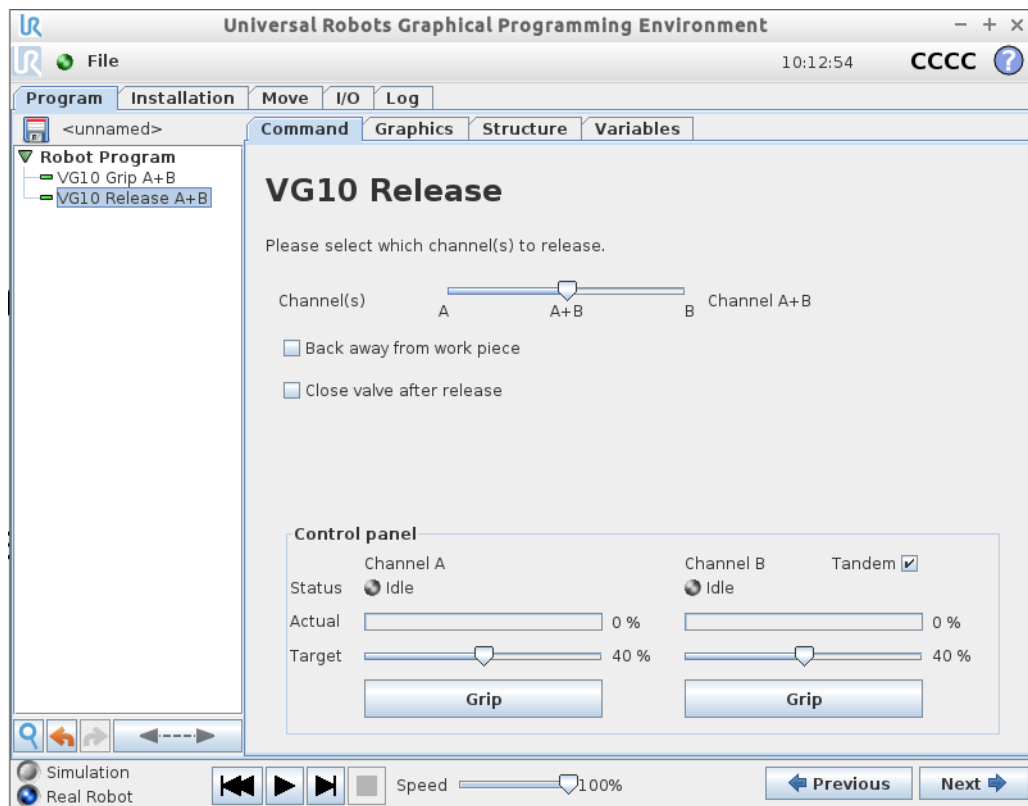 UR Universal Robots Graphical Programming Environment
UR File 10:12:54 CCCC ?
Program Installation Move I/O Log
<unnamed> Command Graphics Structure Variables
Robot Program
VG10 Grip A+B
VG10 Release A+B
VG10 Release
Please select which channel(s) to release.
Channel(s) A A+B B Channel A+B
Back away from work piece
Close valve after release
Control panel
Channel A Channel B Tandem
Status Idle Idle
Actual 0 % 0 %
Target 40 % 40 %
Grip Grip
Simulation
Real Robot
Speed 100% Previous Next